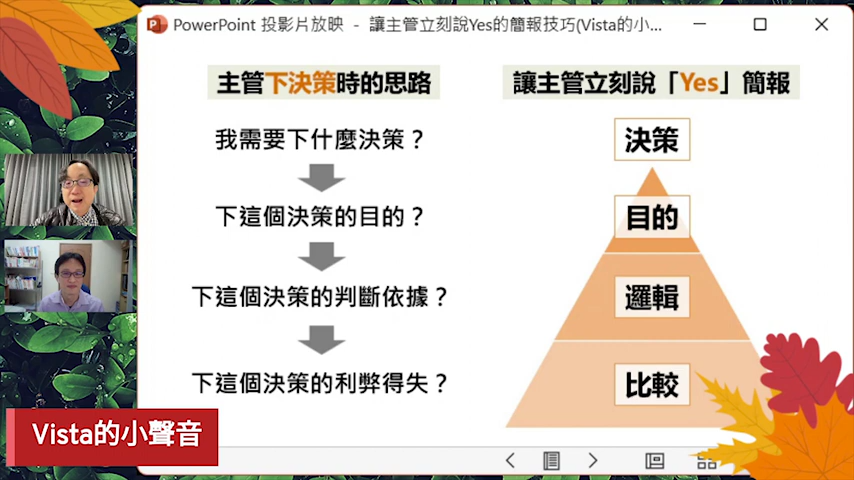 PowerPoint 投影片放映 - 讓主管立刻說Yes的簡報技巧(Vista的小...
主管下決策時的思路
我需要下什麼決策？
下這個決策的目的？
下這個決策的判斷依據？
下這個決策的利弊得失？
讓主管立刻說「Yes」簡報
決策
目的
邏輯
比較
Vista的小聲音